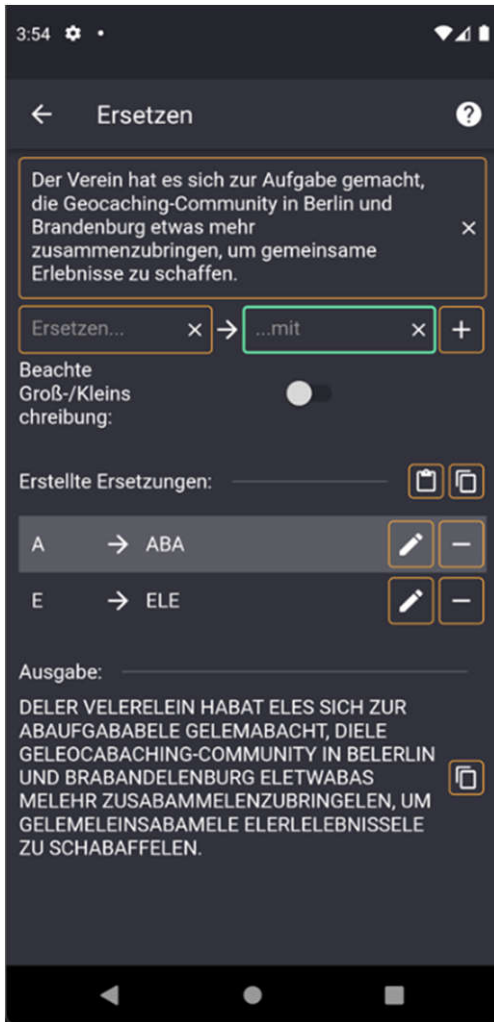 3:54
Ersetzen
Der Verein hat es sich zur Aufgabe gemacht,
die Geocaching-Community in Berlin und
Brandenburg etwas mehr
zusammenzubringen, um gemeinsame
Erlebnisse zu schaffen.
Ersetzen... → ...mit
Beachte
Groß-/Kleins
chreibung:
Erstellte Ersetzungen:
A → ABA
E → ELE
Ausgabe:
DELER VELERELEIN HABAT ELES SICH ZUR
ABAUFGABABELE GELEMABACHT, DIELE
GELEOCABACHING-COMMUNITY IN BELERLIN
UND BRABANDELENBURG ELETWABAS
MELEHR ZUSABAMMELENZUBRINGELEN, UM
GELEMELEINSABAMELE ELERLELEBNISSELE
ZU SCHABAFFELEN.